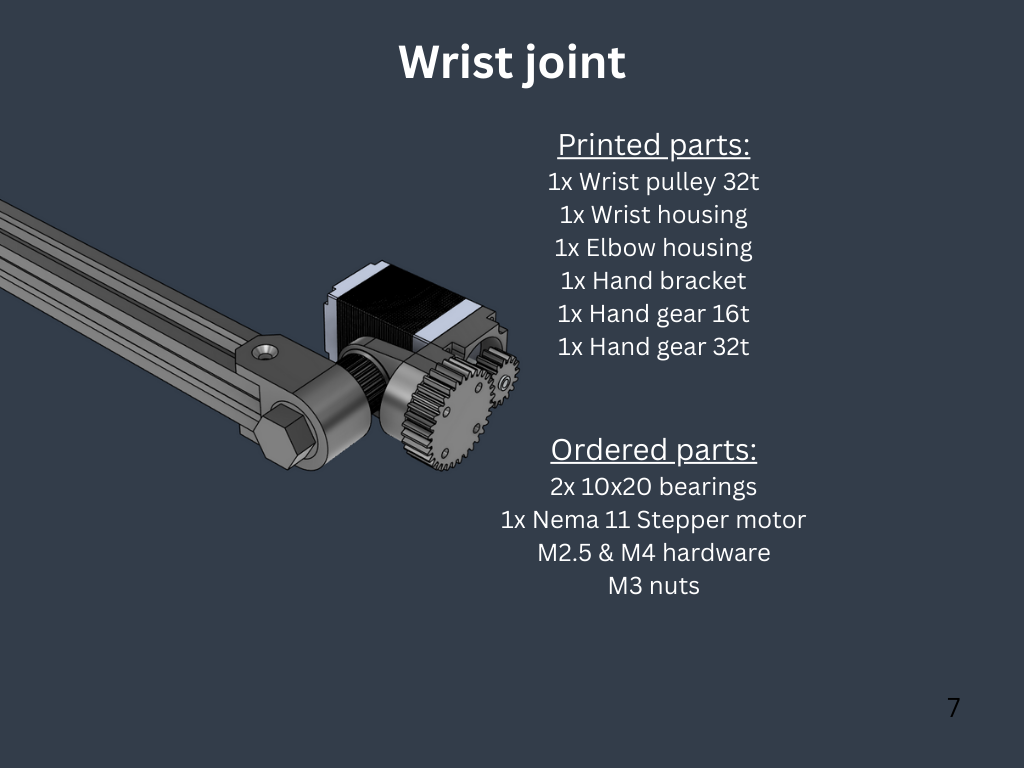 Wrist joint
Printed parts:
1x Wrist pulley 32t
1x Wrist housing
1x Elbow housing
1x Hand bracket
1x Hand gear 16t
1x Hand gear 32t
Ordered parts:
2x 10x20 bearings
1x Nema 11 Stepper motor
M2.5 & M4 hardware
M3 nuts
7